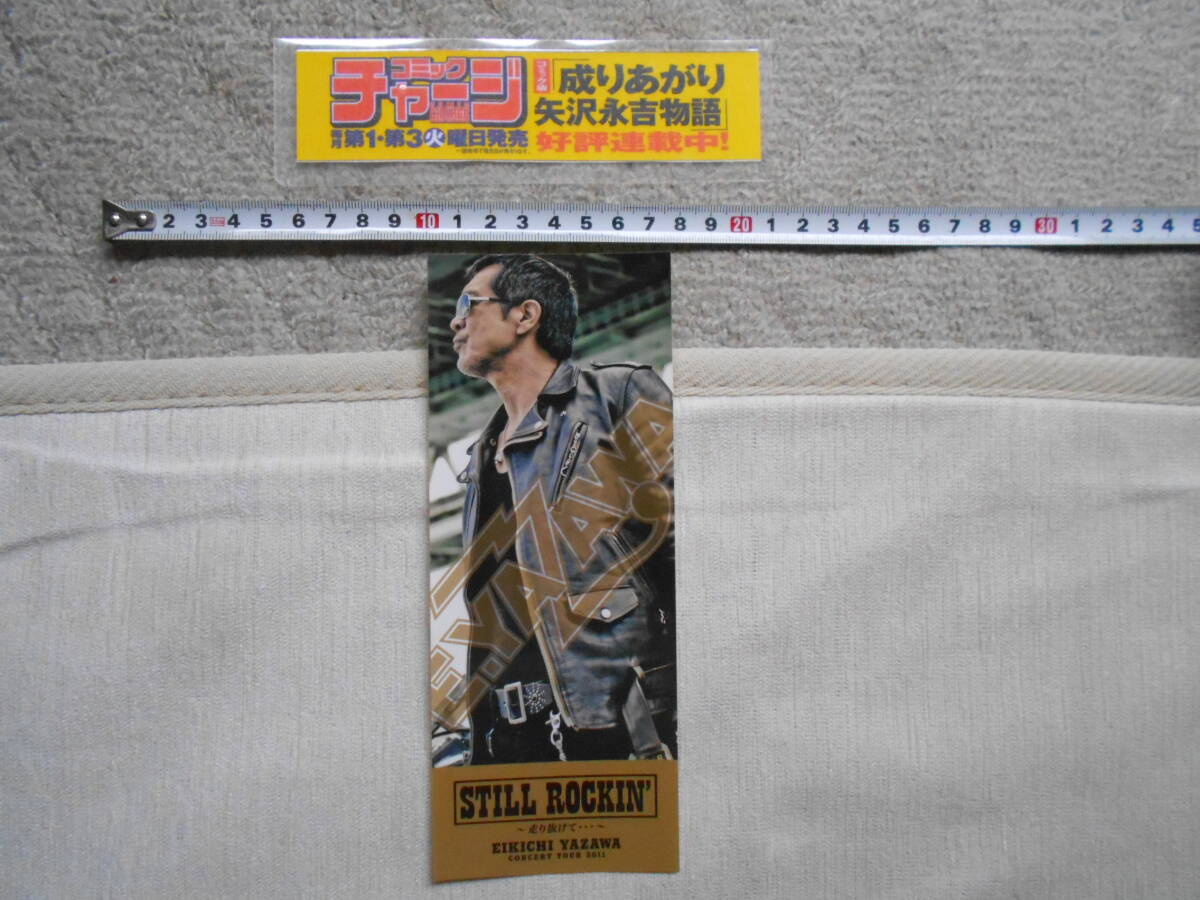 コミック
チャージ
毎月第1・第3火曜日発売
コミック版
「成りあがり
矢沢永吉物語」
好評連載中!
2 3 4 5 6 7 8 9 10 1 2 3 4 5 6 7 8 9 20 1 2 3 4 5 6 7 8 9 30 1 2 3 4 5
E.YAZAWA
STILL ROCKIN'
～走り抜けて・・・～
EIKICHI YAZAWA
CONCERT TOUR 2011